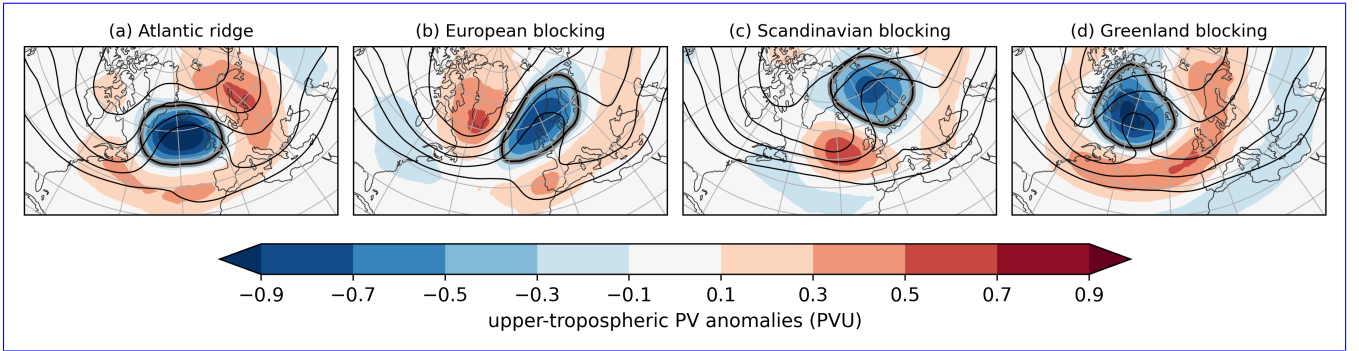 (a) Atlantic ridge (b) European blocking (c) Scandinavian blocking (d) Greenland blocking
−0.9 −0.7 −0.5 −0.3 −0.1 0.1 0.3 0.5 0.7 0.9
upper-tropospheric PV anomalies (PVU)